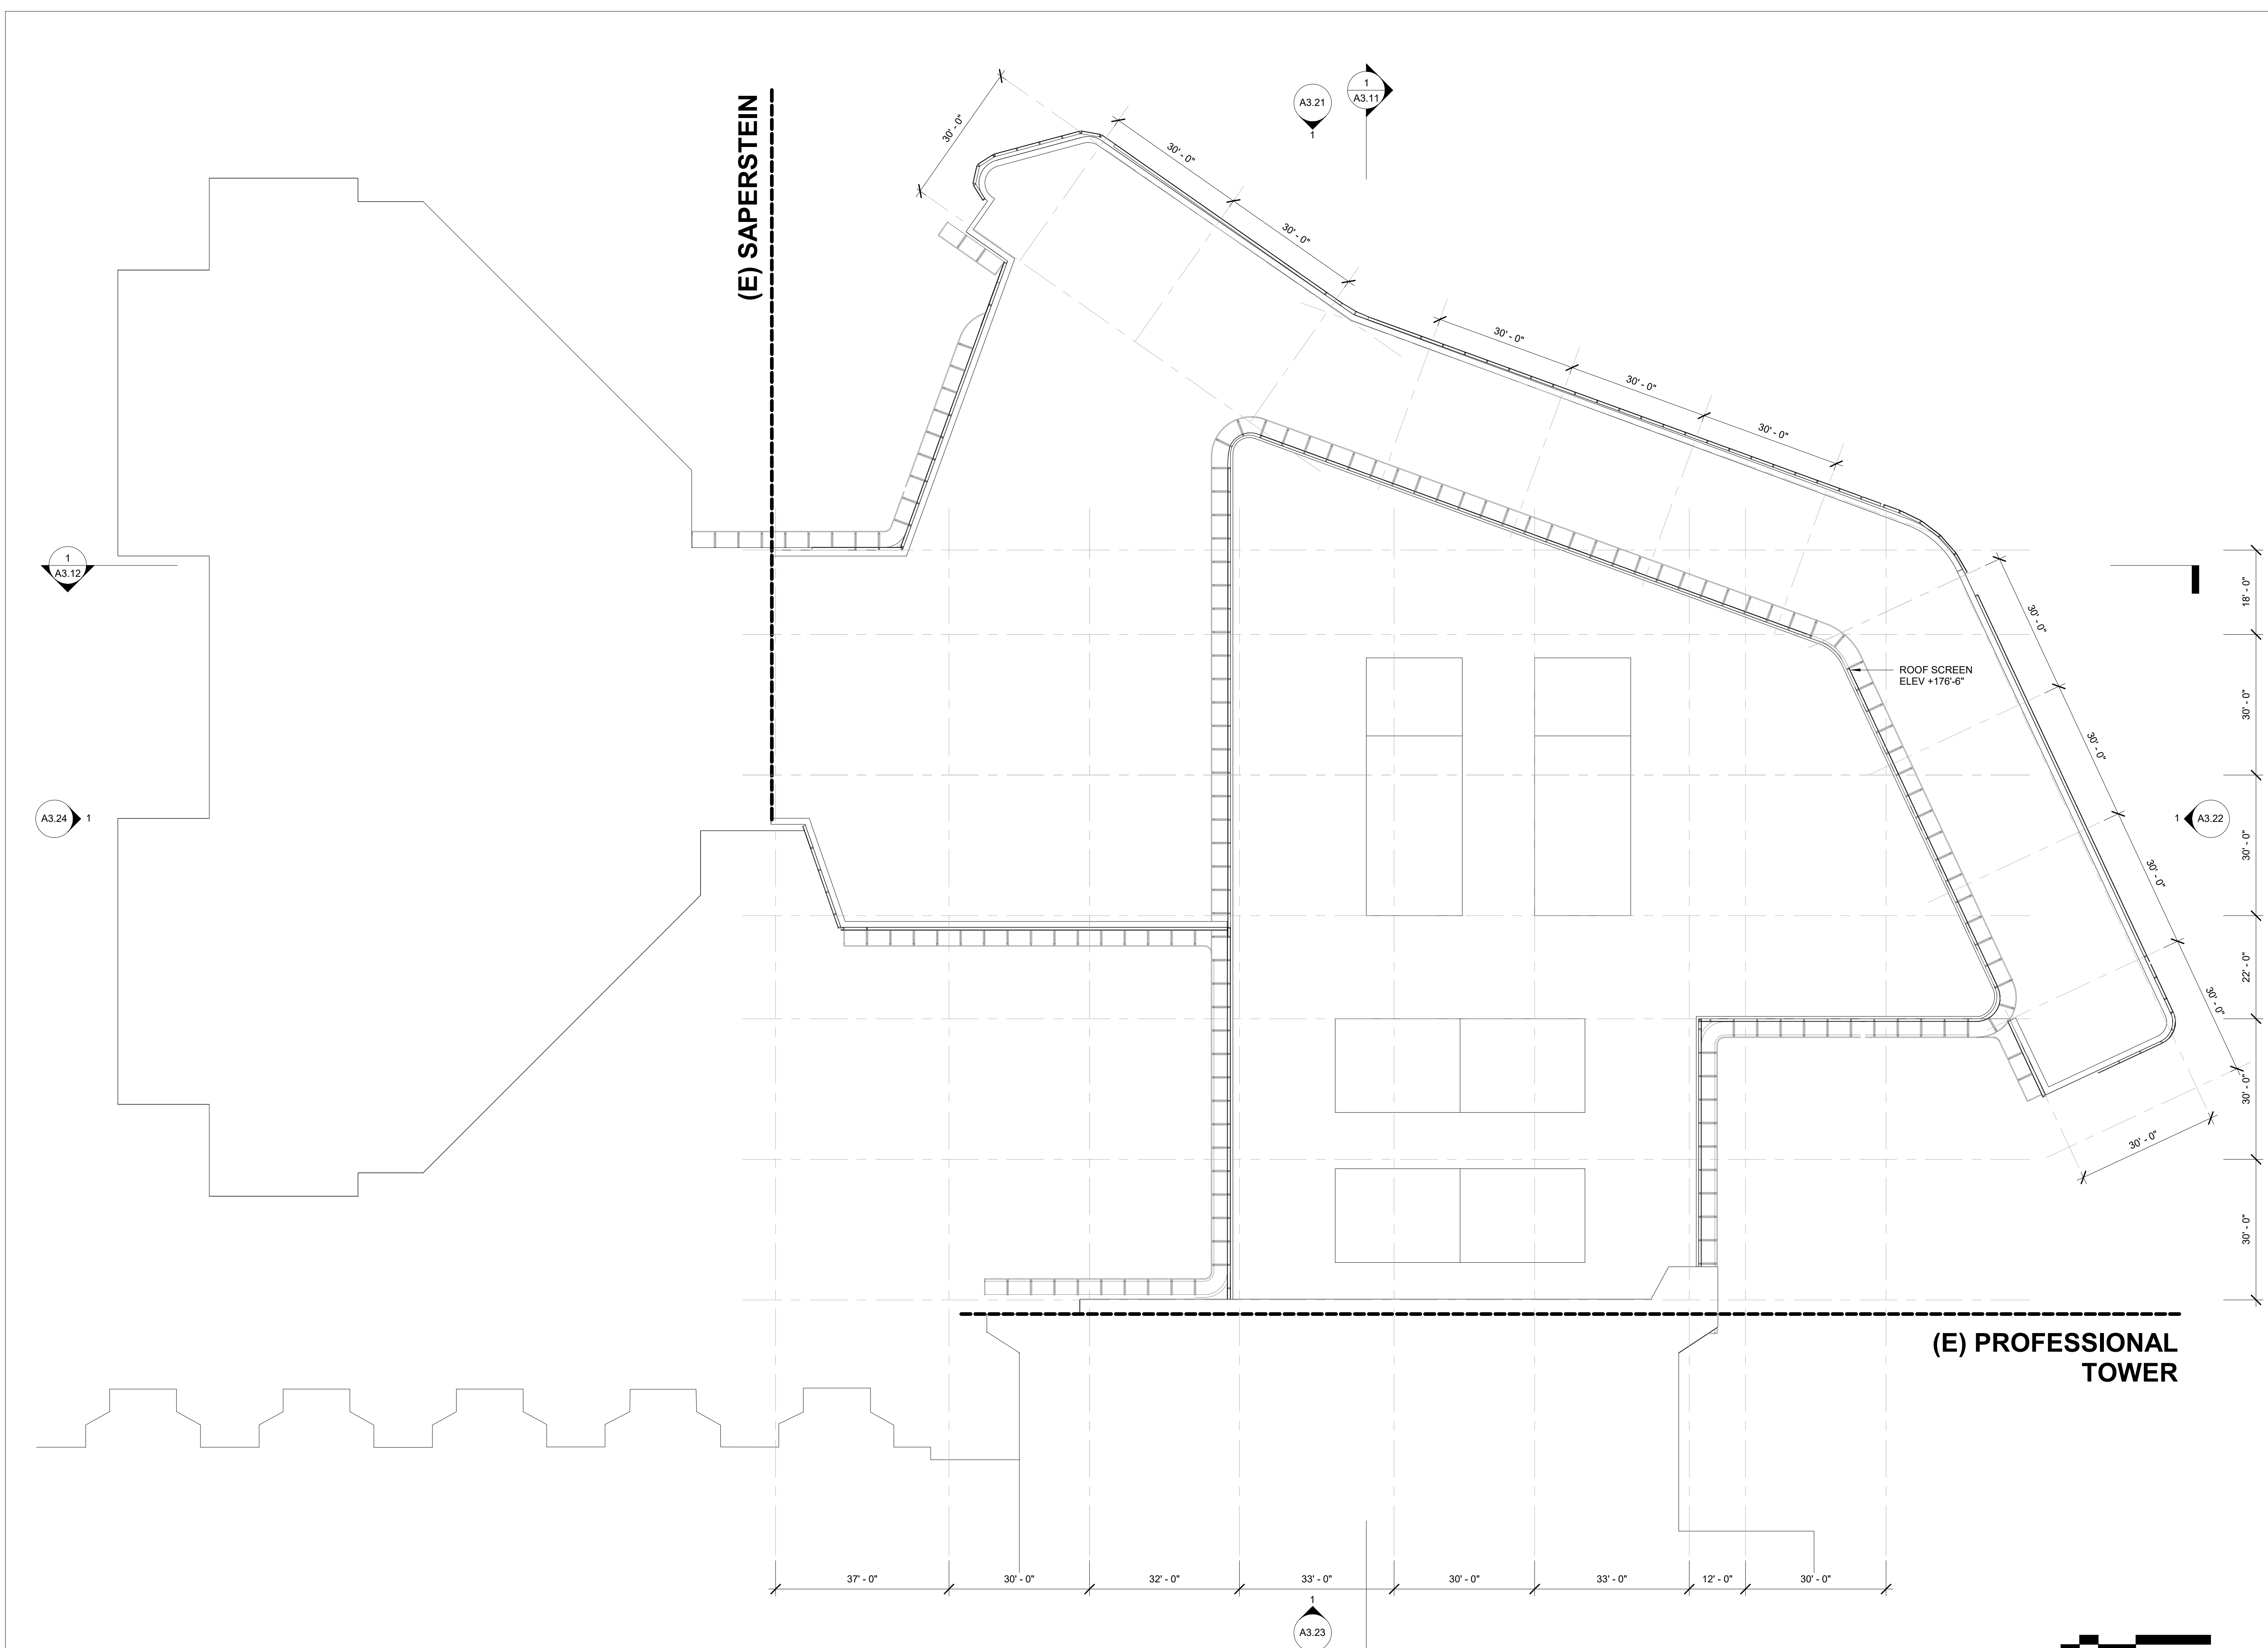 (E) SAPERSTEIN
A3.21
1
1
A3.11
30' - 0"
30' - 0"
30' - 0"
30' - 0"
30' - 0"
30' - 0"
1
A3.12
ROOF SCREEN
ELEV +176'-6"
30' - 0"
30' - 0"
30' - 0"
30' - 0"
30' - 0"
18' - 0"
30' - 0"
30' - 0"
22' - 0"
30' - 0"
30' - 0"
A3.24
1
1
A3.22
(E) PROFESSIONAL
TOWER
37' - 0"
30' - 0"
32' - 0"
33' - 0"
30' - 0"
33' - 0"
12' - 0"
30' - 0"
1
A3.23